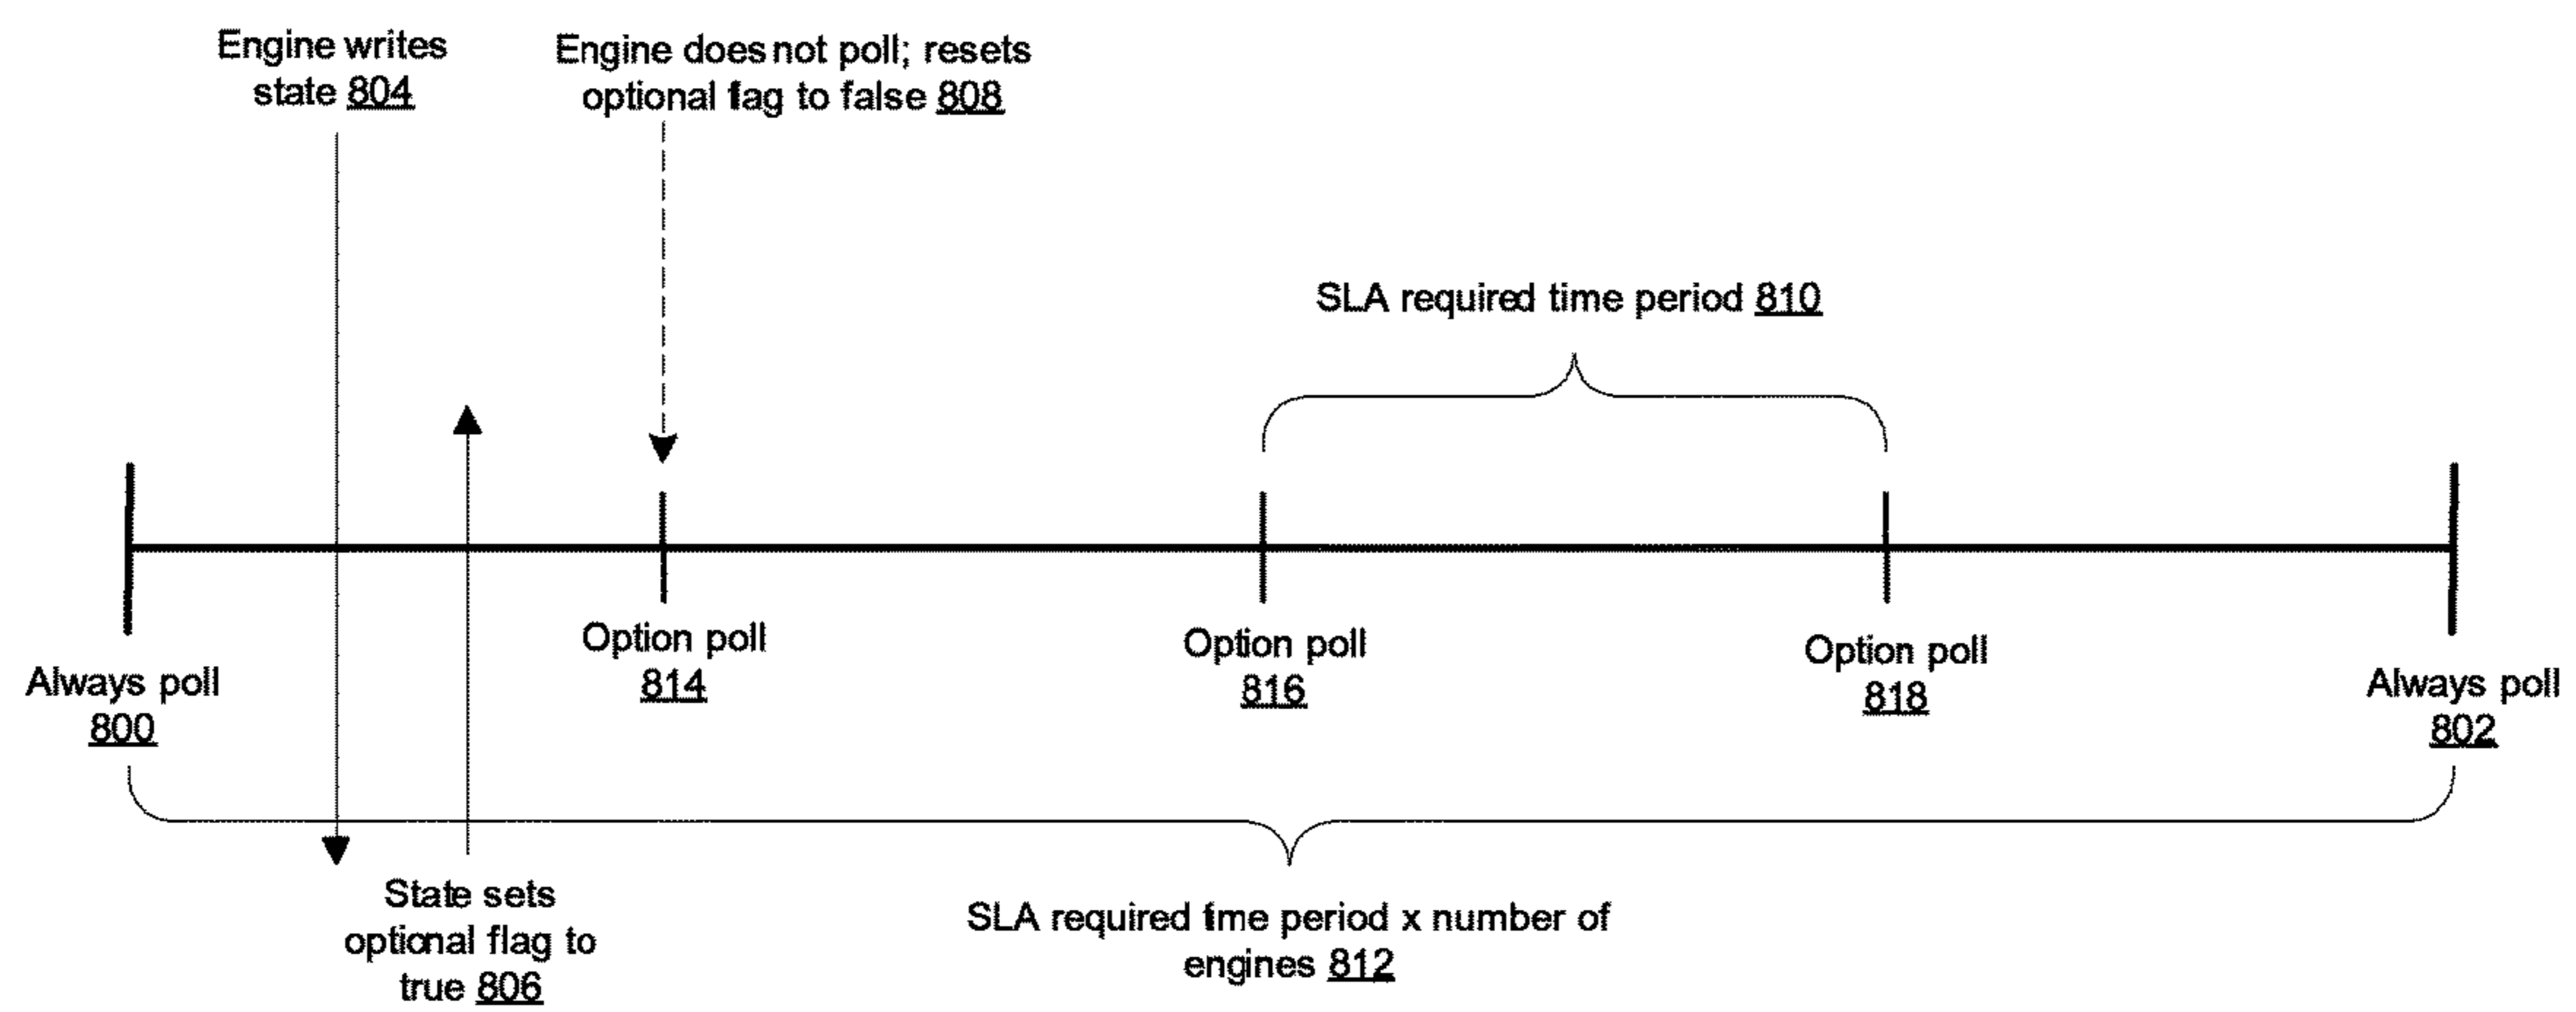 Engine writes
state 804
Engine does not poll; resets
optional flag to false 808
SLA required time period 810
Option poll
814
Option poll
816
Option poll
818
Always poll
800
Always poll
802
State sets
optional flag to
true 806
SLA required time period x number of
engines 812